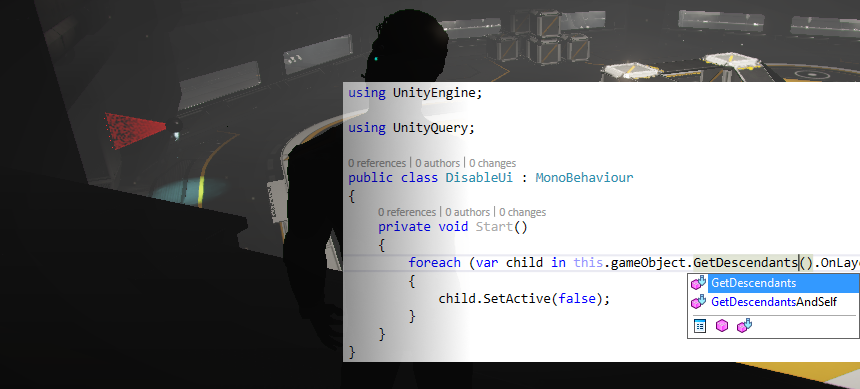 using UnityEngine;
using UnityQuery;
0 references | 0 authors | 0 changes
public class DisableUi : MonoBehaviour
{
0 references | 0 authors | 0 changes
private void Start()
{
foreach (var child in this.gameObject.GetDescendants().OnLaye
{
GetDescendants
child.SetActive(false);
GetDescendantsAndSelf
}
}
}